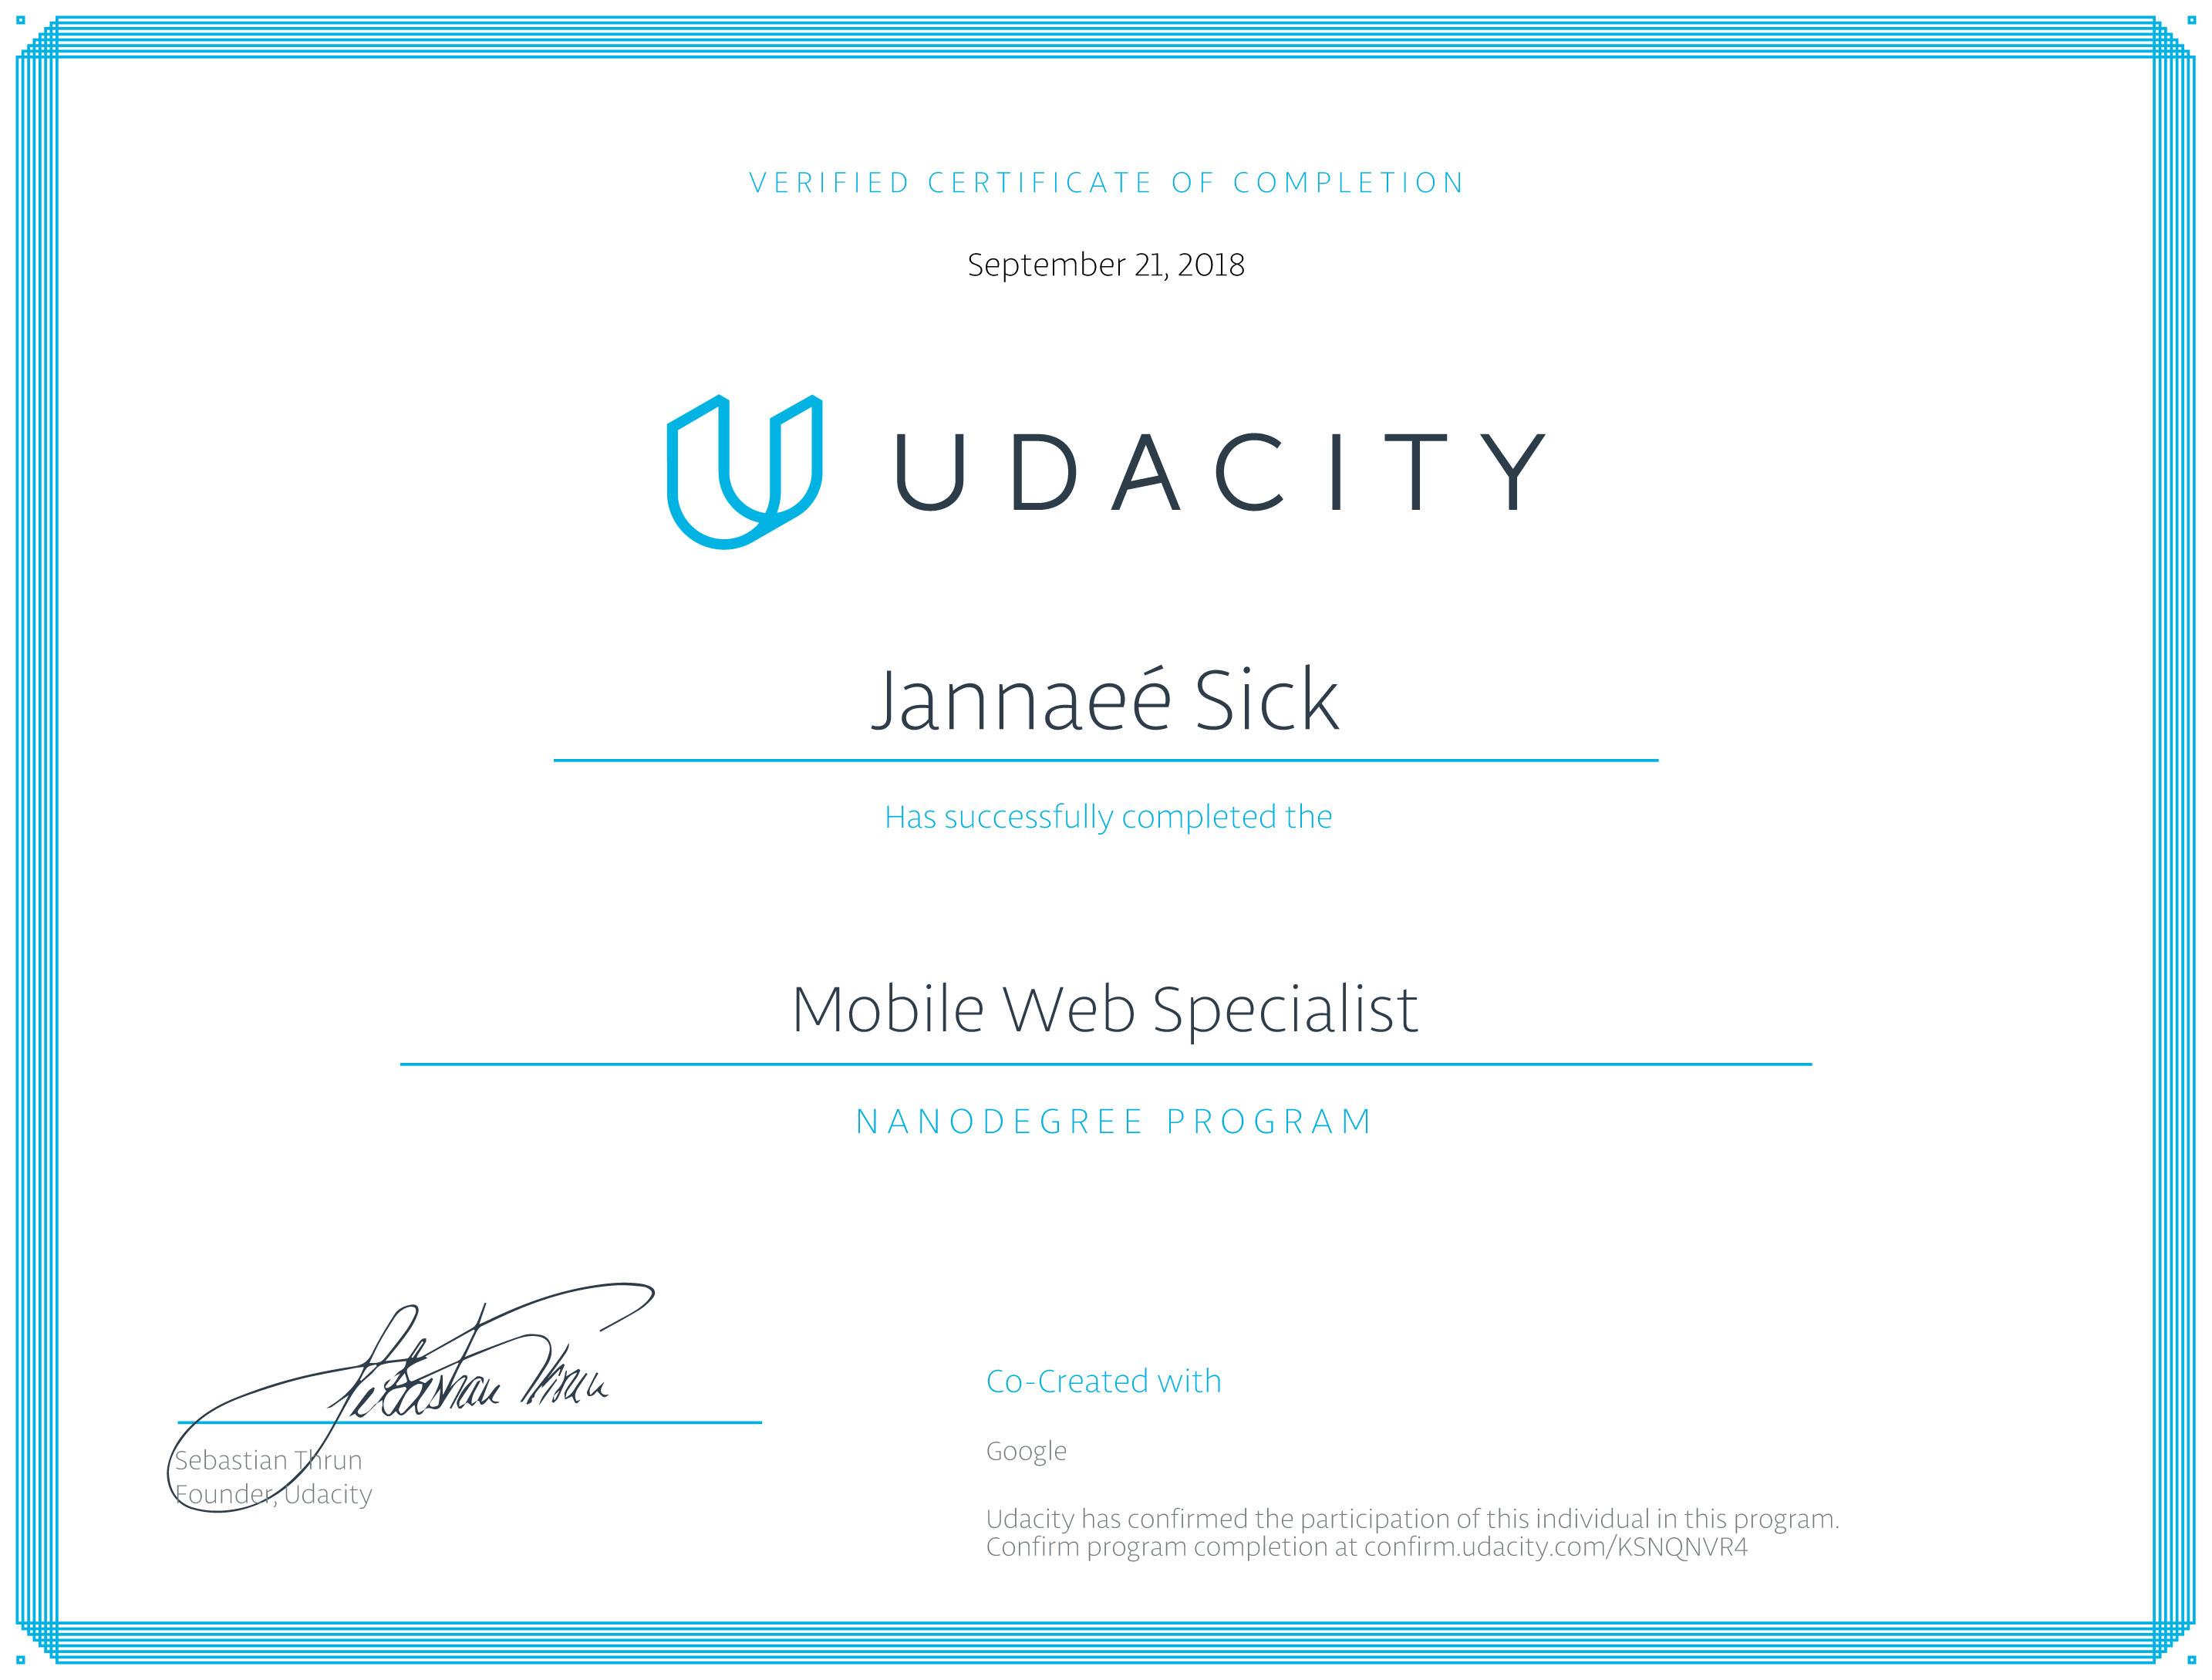 VERIFIED CERTIFICATE OF COMPLETION
September 21, 2018
UDACITY
Jannaeé Sick
Has successfully completed the
Mobile Web Specialist
NANODEGREE PROGRAM
Sebastian Thrun
Sebastian Thrun
Founder, Udacity
Co-Created with
Google
Udacity has confirmed the participation of this individual in this program.
Confirm program completion at confirm.udacity.com/KSNQNVR4